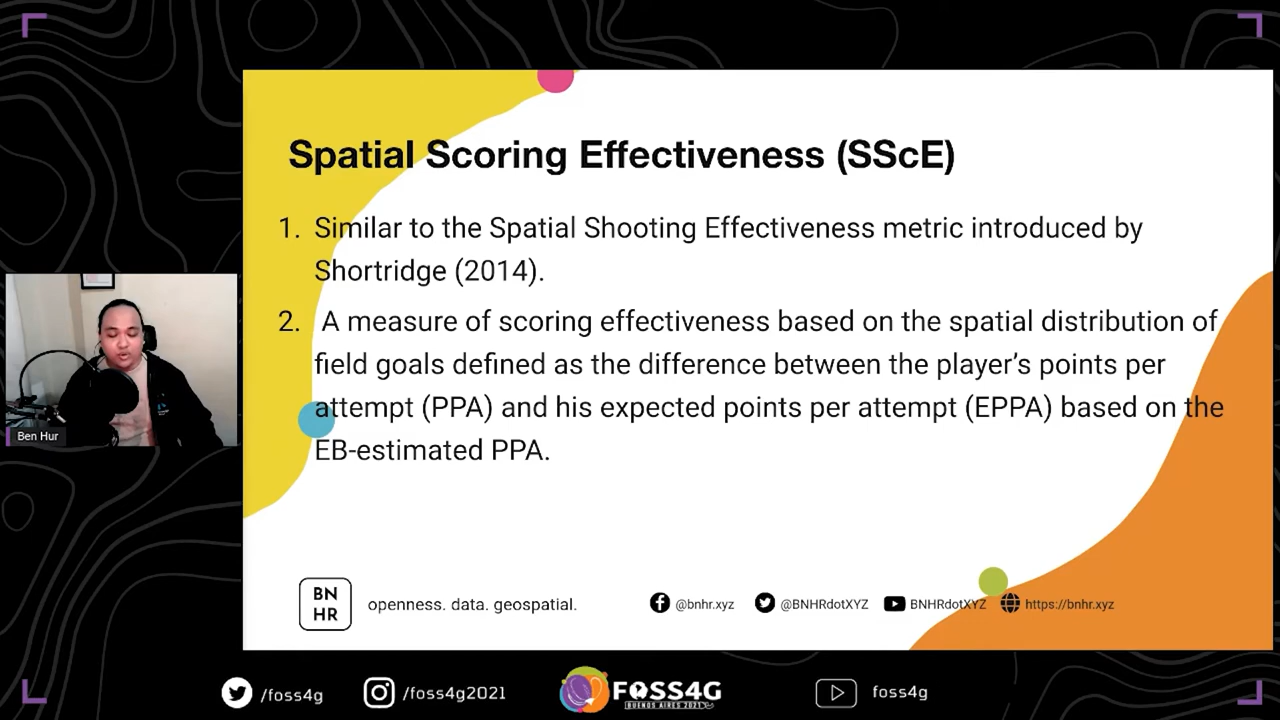 Spatial Scoring Effectiveness (SScE)
1. Similar to the Spatial Shooting Effectiveness metric introduced by
Shortridge (2014).
2. A measure of scoring effectiveness based on the spatial distribution of
field goals defined as the difference between the player's points per
attempt (PPA) and his expected points per attempt (EPPA) based on the
EB-estimated PPA.
Ben Hur
BN
HR
openness. data. geospatial.
@bnhr.xyz
@BNHRdotXYZ
BNHRdotXYZ
https://bnhr.xyz
/foss4g
/foss4g2021
FOSS4G
BUENOS AIRES 2021
foss4g